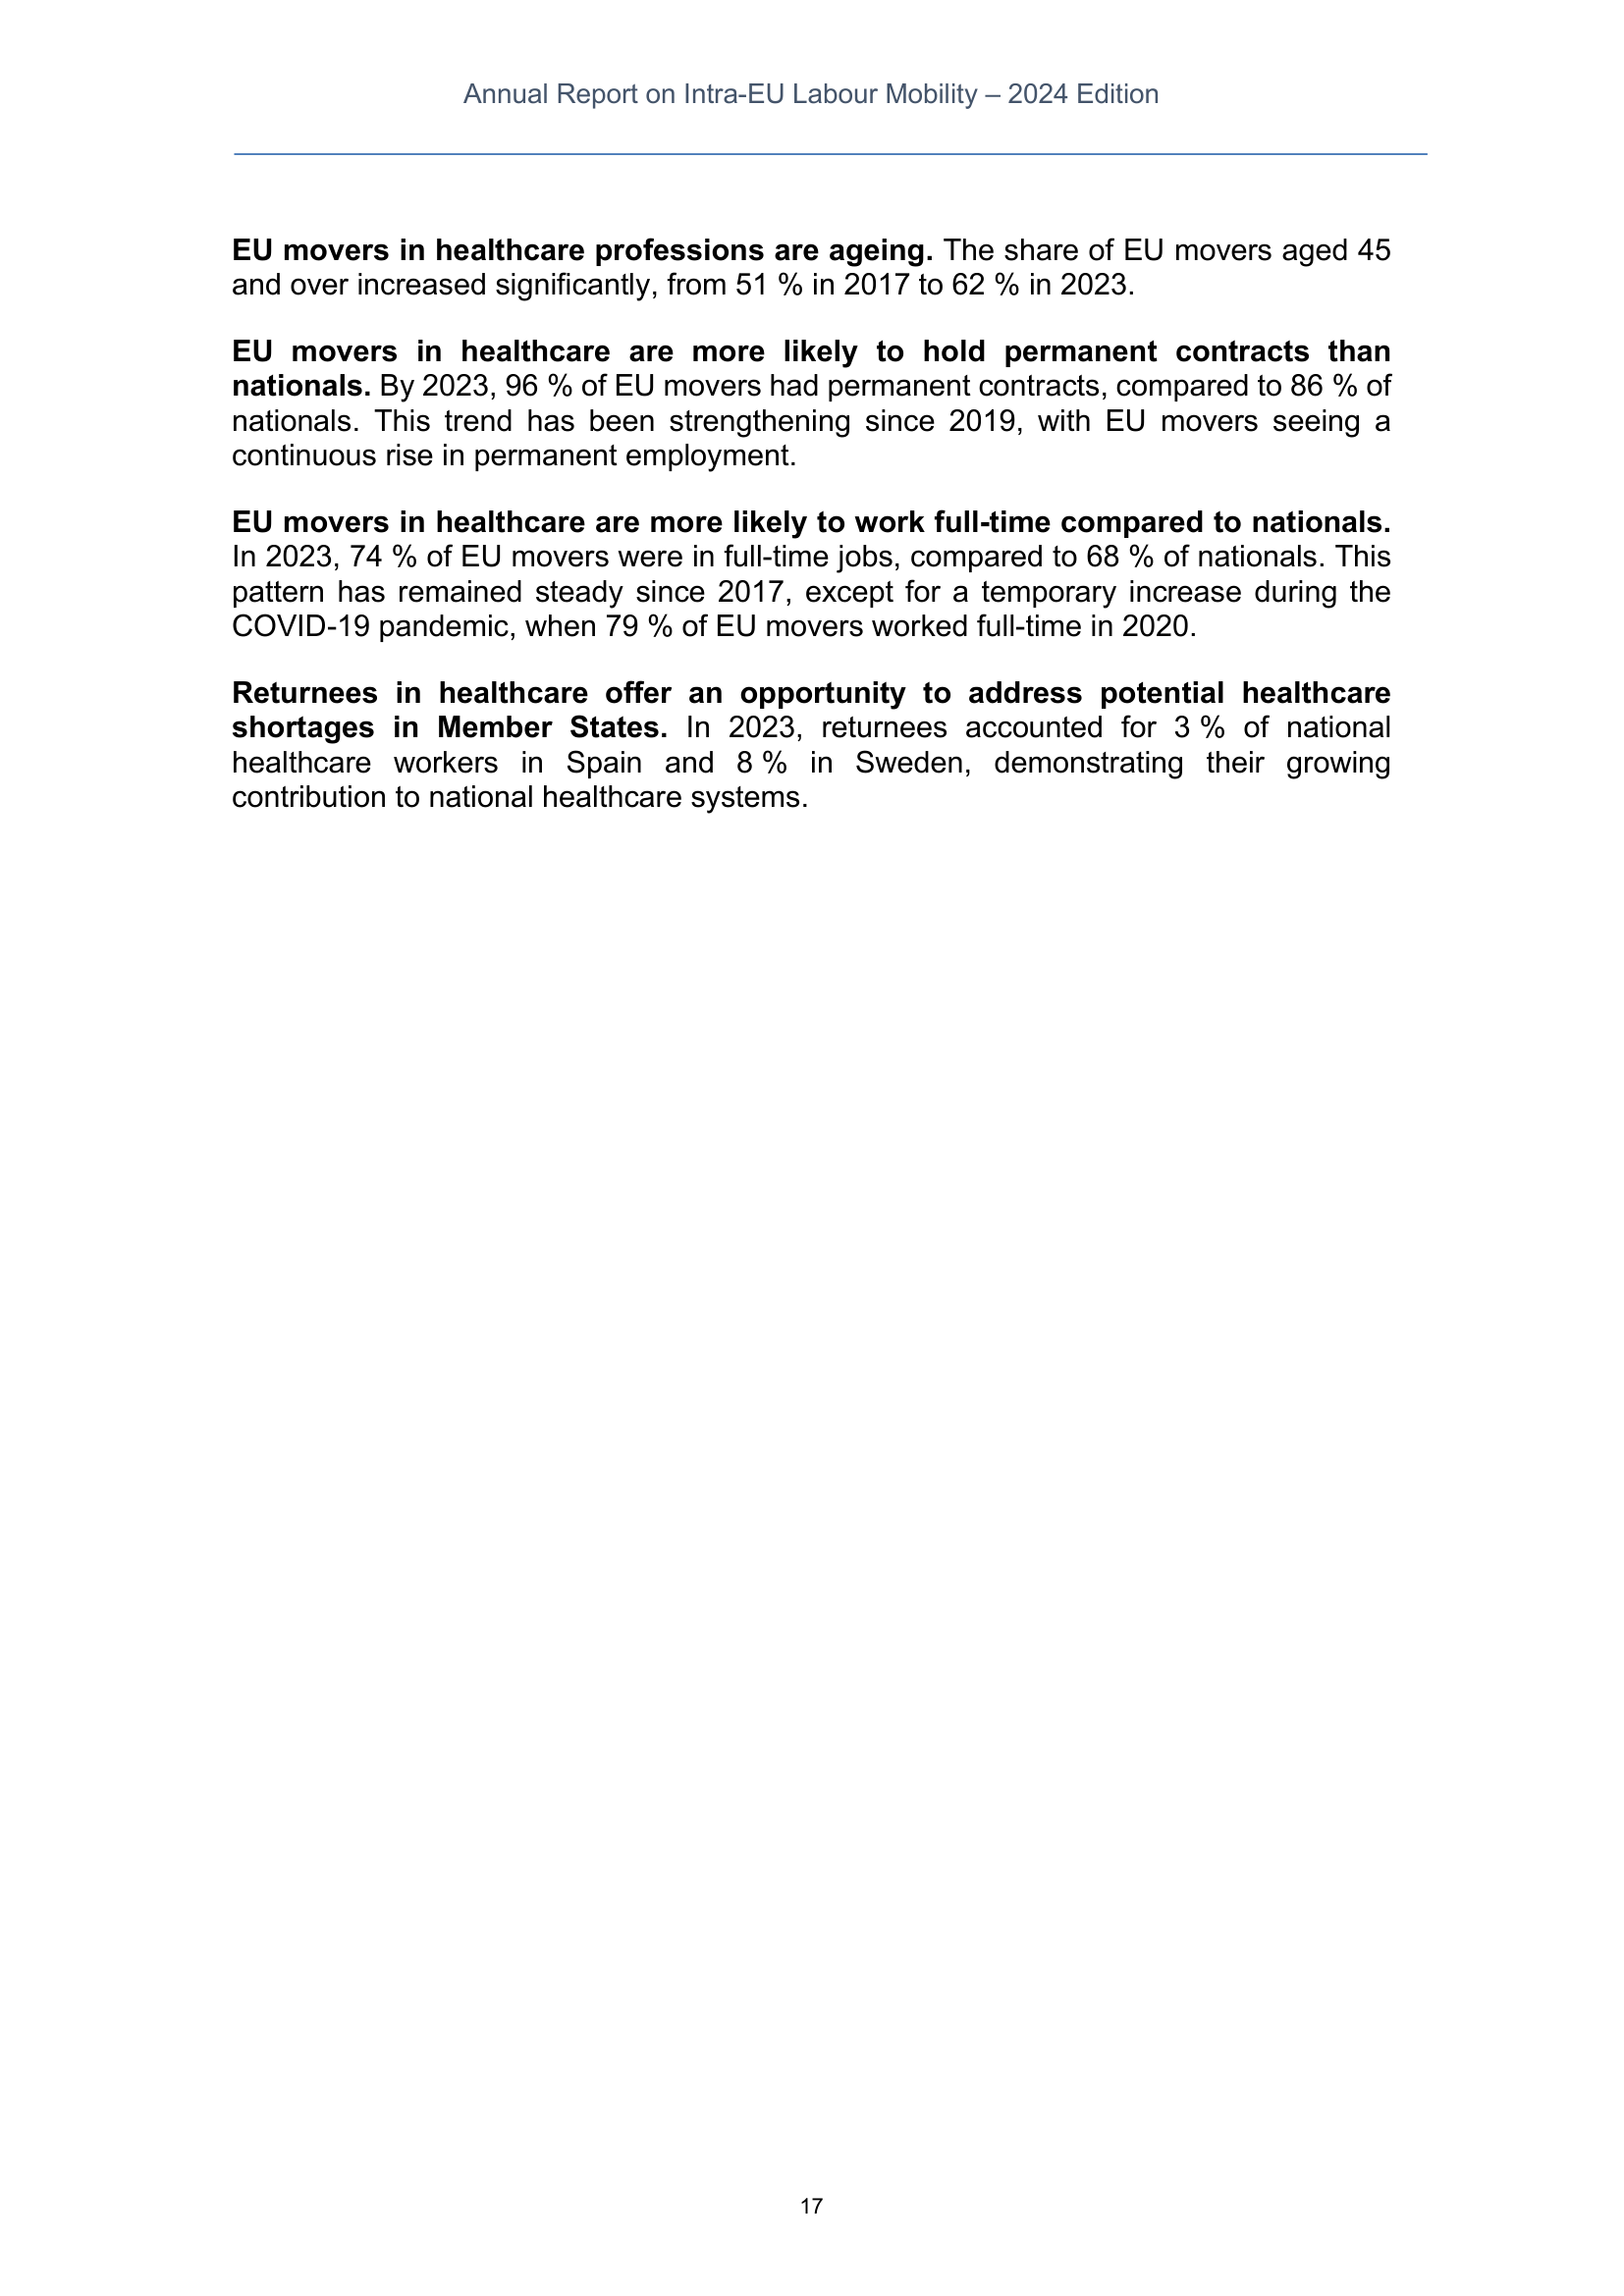 Annual Report on Intra-EU Labour Mobility – 2024 Edition
EU movers in healthcare professions are ageing. The share of EU movers aged 45
and over increased significantly, from 51 % in 2017 to 62 % in 2023.
EU movers in healthcare are more likely to hold permanent contracts than
nationals. By 2023, 96 % of EU movers had permanent contracts, compared to 86 % of
nationals. This trend has been strengthening since 2019, with EU movers seeing a
continuous rise in permanent employment.
EU movers in healthcare are more likely to work full-time compared to nationals.
In 2023, 74 % of EU movers were in full-time jobs, compared to 68 % of nationals. This
pattern has remained steady since 2017, except for a temporary increase during the
COVID-19 pandemic, when 79 % of EU movers worked full-time in 2020.
Returnees in healthcare offer an opportunity to address potential healthcare
shortages in Member States. In 2023, returnees accounted for 3 % of national
healthcare workers in Spain and 8 % in Sweden, demonstrating their growing
contribution to national healthcare systems.
17